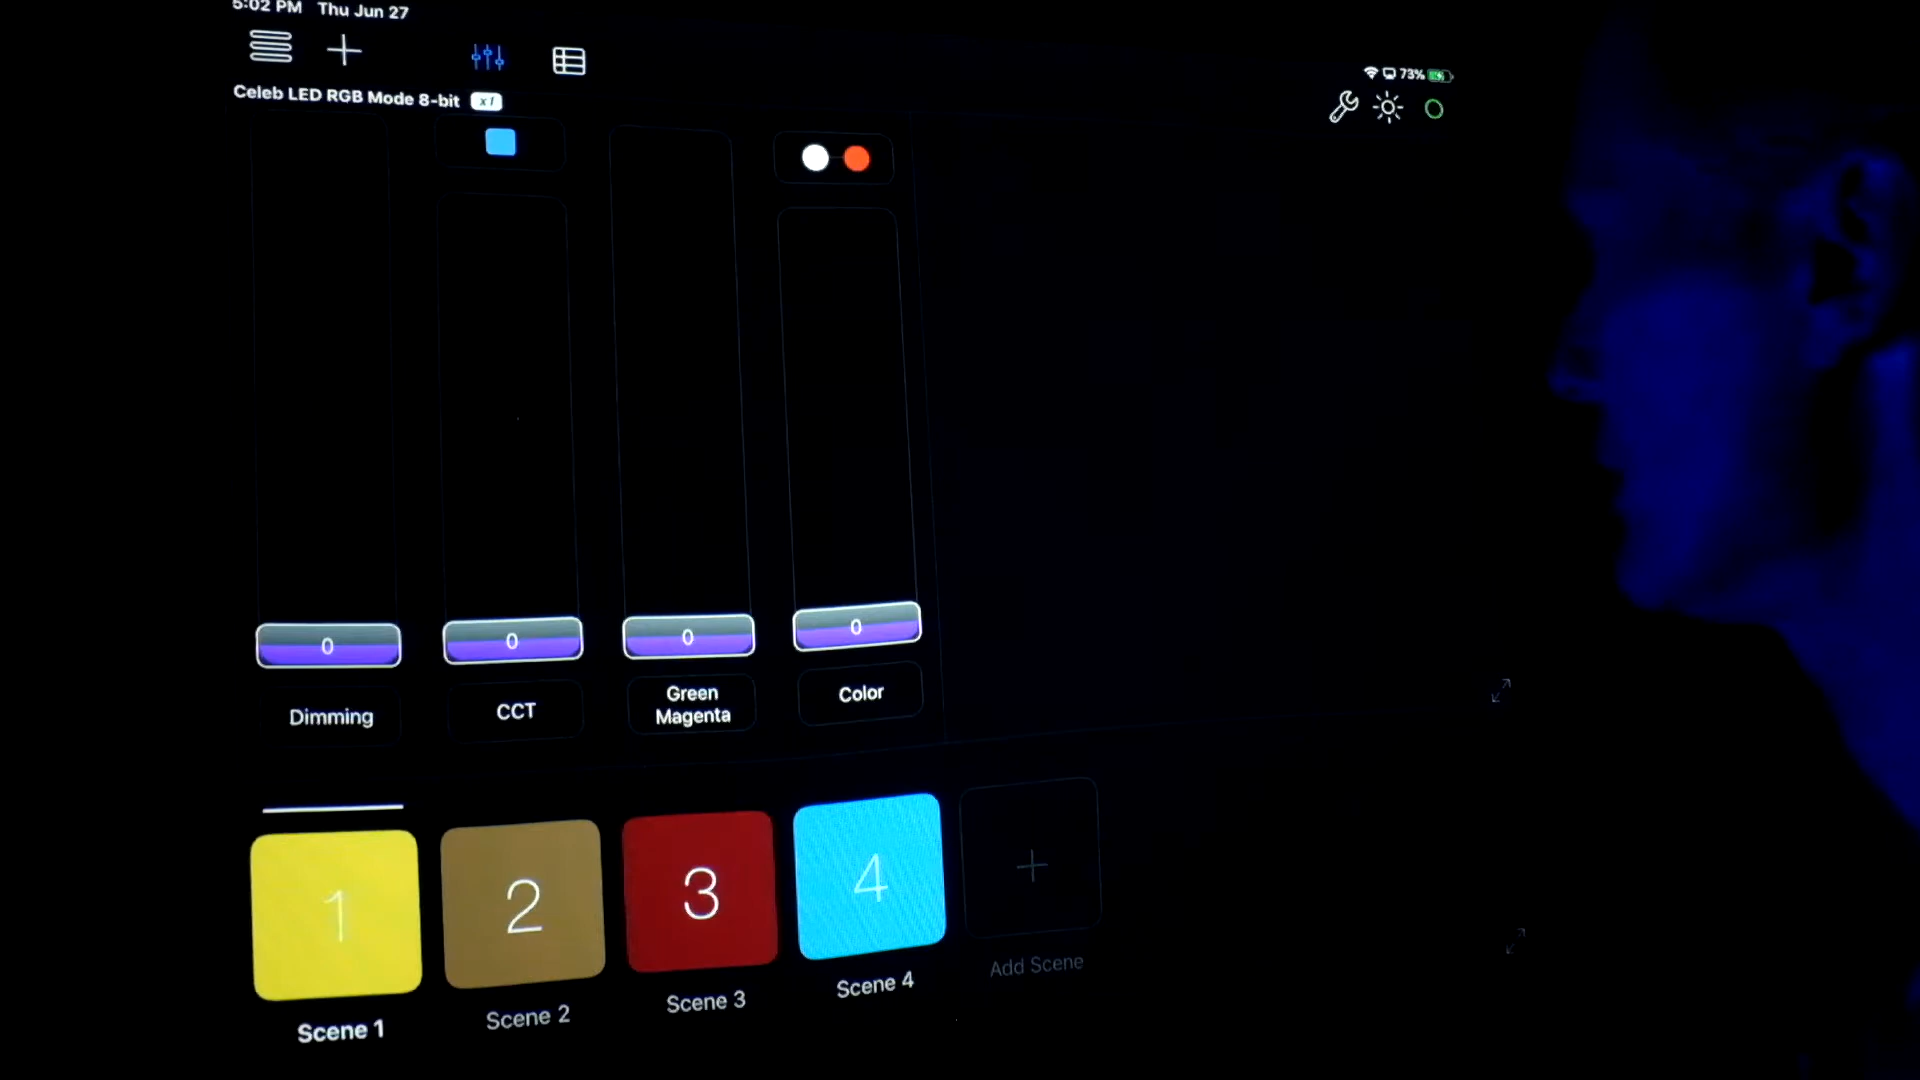 5:02 PM Thu Jun 27
73%
Celeb LED RGB Mode 8-bit x1
0 0 0 0
Dimming
CCT
Green
Magenta
Color
1 2 3 4
Scene 1
Scene 2
Scene 3
Scene 4
Add Scene